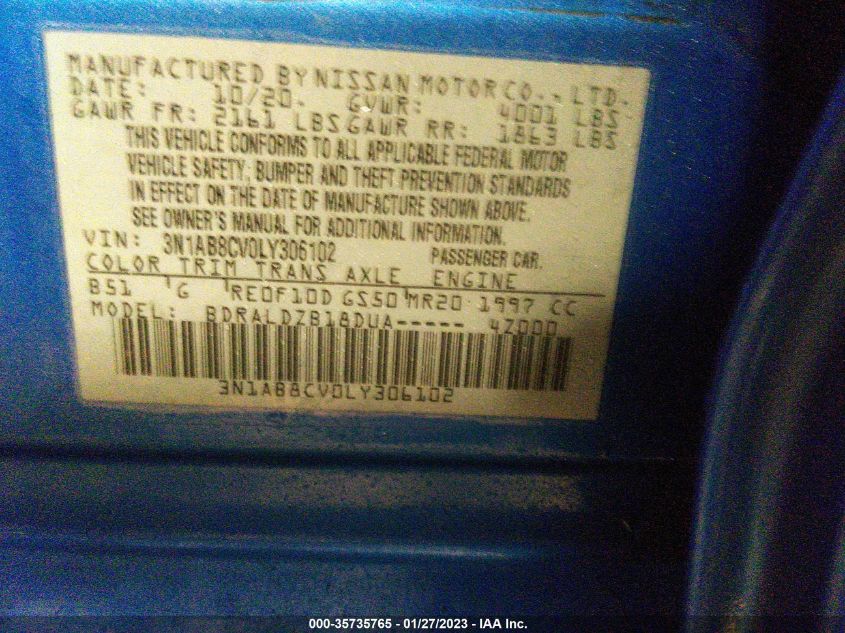 MANUFACTURED BY NISSAN MOTOR CO., LTD.
DATE: 10/20. GVWR: 4001 LBS
GAWR FR: 2161 LBS GAWR RR: 1863 LBS
THIS VEHICLE CONFORMS TO ALL APPLICABLE FEDERAL MOTOR
VEHICLE SAFETY, BUMPER AND THEFT PREVENTION STANDARDS
IN EFFECT ON THE DATE OF MANUFACTURE SHOWN ABOVE.
SEE OWNER'S MANUAL FOR ADDITIONAL INFORMATION.
VIN: 3N1AB8CV0LY306102 PASSENGER CAR.
COLOR TRIM TRANS AXLE ENGINE
B51 G RE0F10D GS50 MR20 1997 CC
MODEL: BDRALDZB18DUA----- 4Z000
3N1AB8CV0LY306102
000-35735765 / 01/27/2023 - IAA Inc.